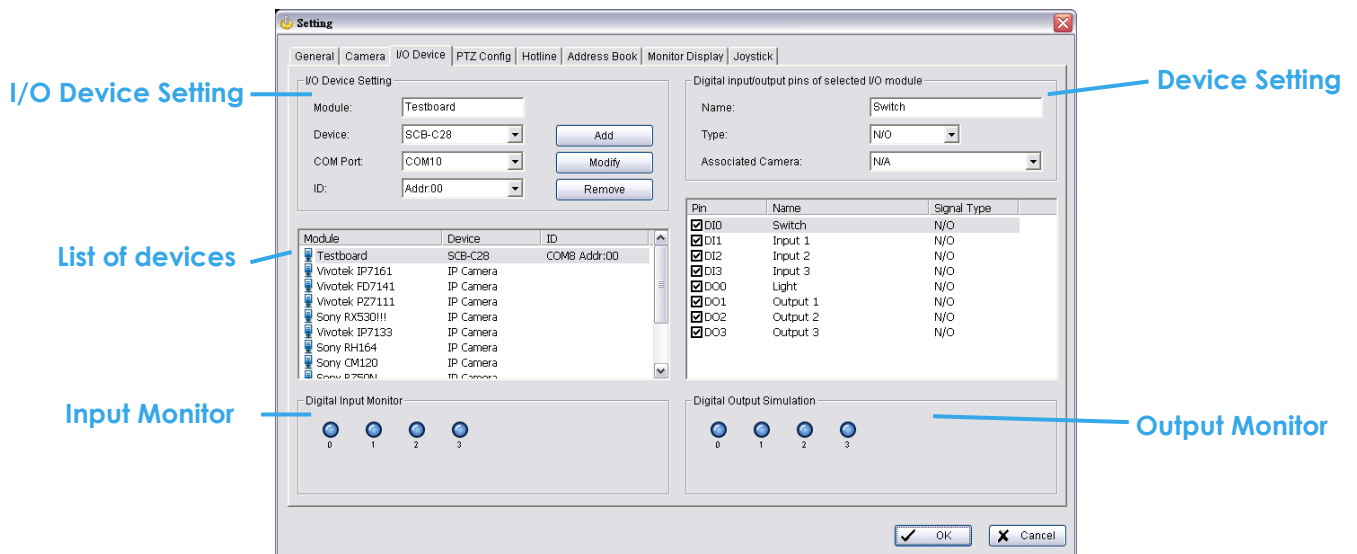 Setting
General Camera I/O Device PTZ Config Hotline Address Book Monitor Display Joystick
I/O Device Setting
I/O Device Setting
Module: Testboard
Device: SCB-C28 Add
COM Port: COM10 Modify
ID: Addr:00 Remove
Digital input/output pins of selected I/O module
Device Setting
Name: Switch
Type: N/O
Associated Camera: N/A
List of devices
Module Device ID
Testboard SCB-C28 COM8 Addr:00
Vivotek IP7161 IP Camera
Vivotek FD7141 IP Camera
Vivotek PZ7111 IP Camera
Sony RX530!!! IP Camera
Vivotek IP7133 IP Camera
Sony RH164 IP Camera
Sony CM120 IP Camera
Sony RZ50N IP Camera
Pin Name Signal Type
DI0 Switch N/O
DI1 Input 1 N/O
DI2 Input 2 N/O
DI3 Input 3 N/O
DO0 Light N/O
DO1 Output 1 N/O
DO2 Output 2 N/O
DO3 Output 3 N/O
Input Monitor
Digital Input Monitor
0 1 2 3
Digital Output Simulation
0 1 2 3
Output Monitor
OK Cancel